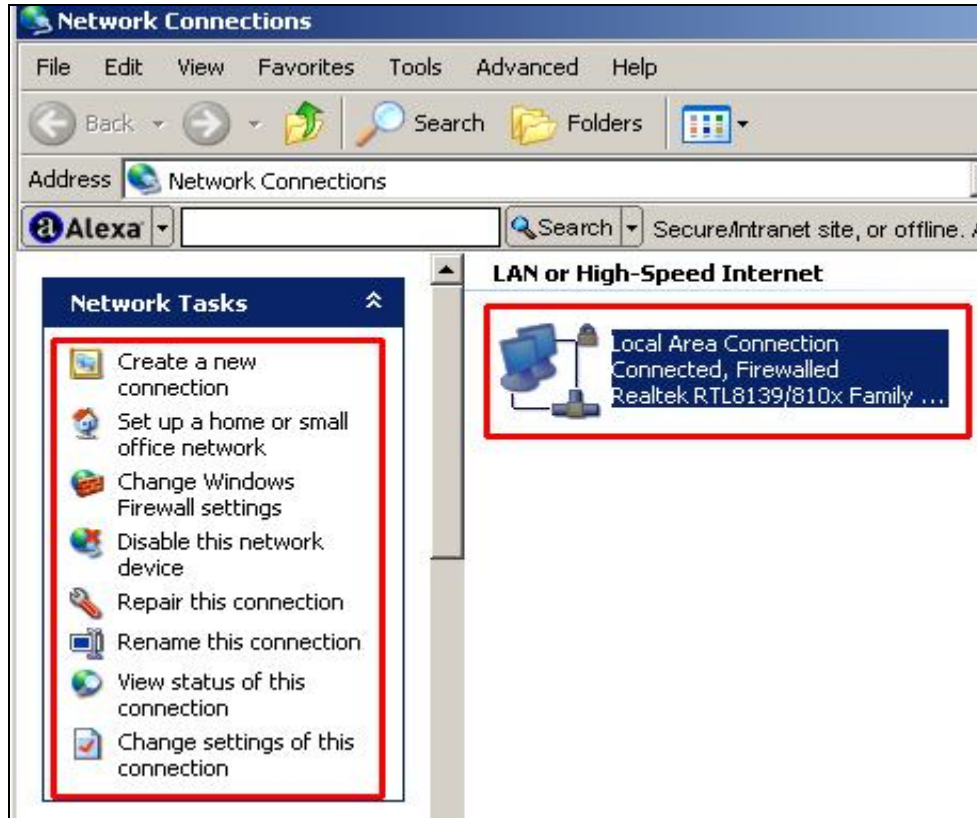 Network Connections
File Edit View Favorites Tools Advanced Help
Back Search Folders
Address Network Connections
a Alexa Search Secure/Intranet site, or offline.
Network Tasks
Create a new
connection
Set up a home or small
office network
Change Windows
Firewall settings
Disable this network
device
Repair this connection
Rename this connection
View status of this
connection
Change settings of this
connection
LAN or High-Speed Internet
Local Area Connection
Connected, Firewalled
Realtek RTL8139/810x Family ...